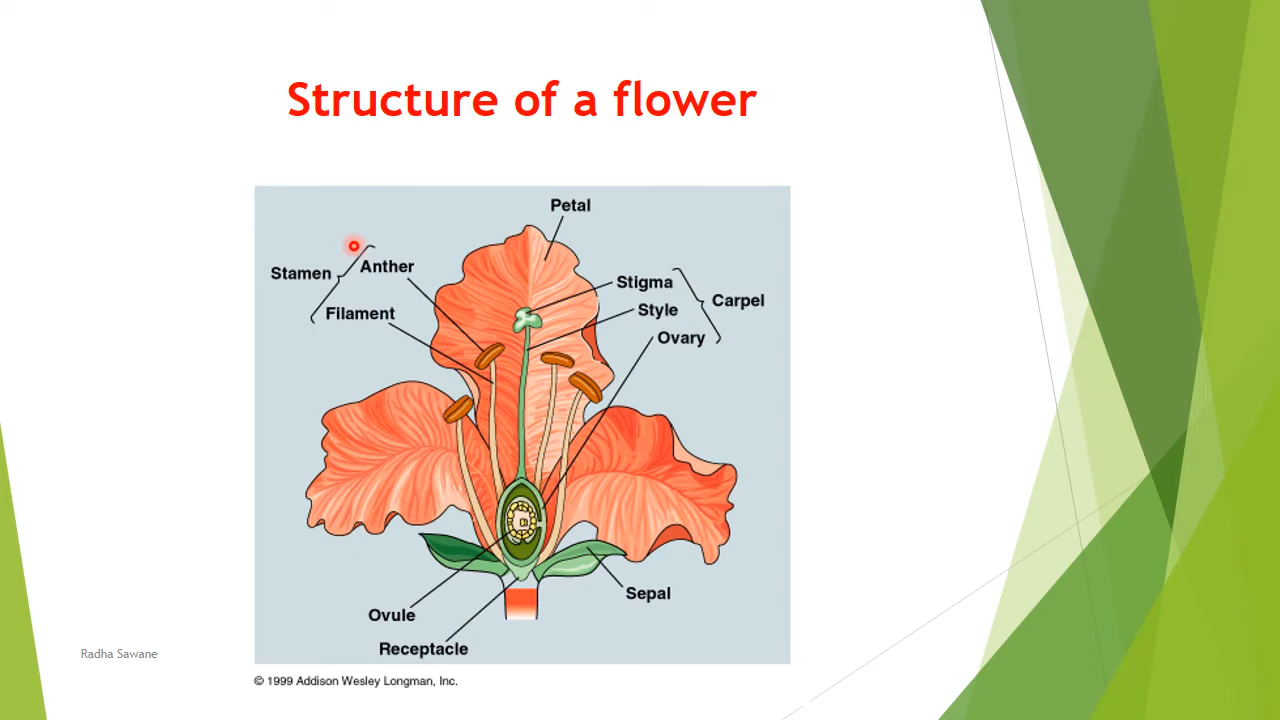 Structure of a flower
Petal
Stamen
Anther
Filament
Stigma
Style
Ovary
Carpel
Sepal
Ovule
Receptacle
Radha Sawane
© 1999 Addison Wesley Longman, Inc.